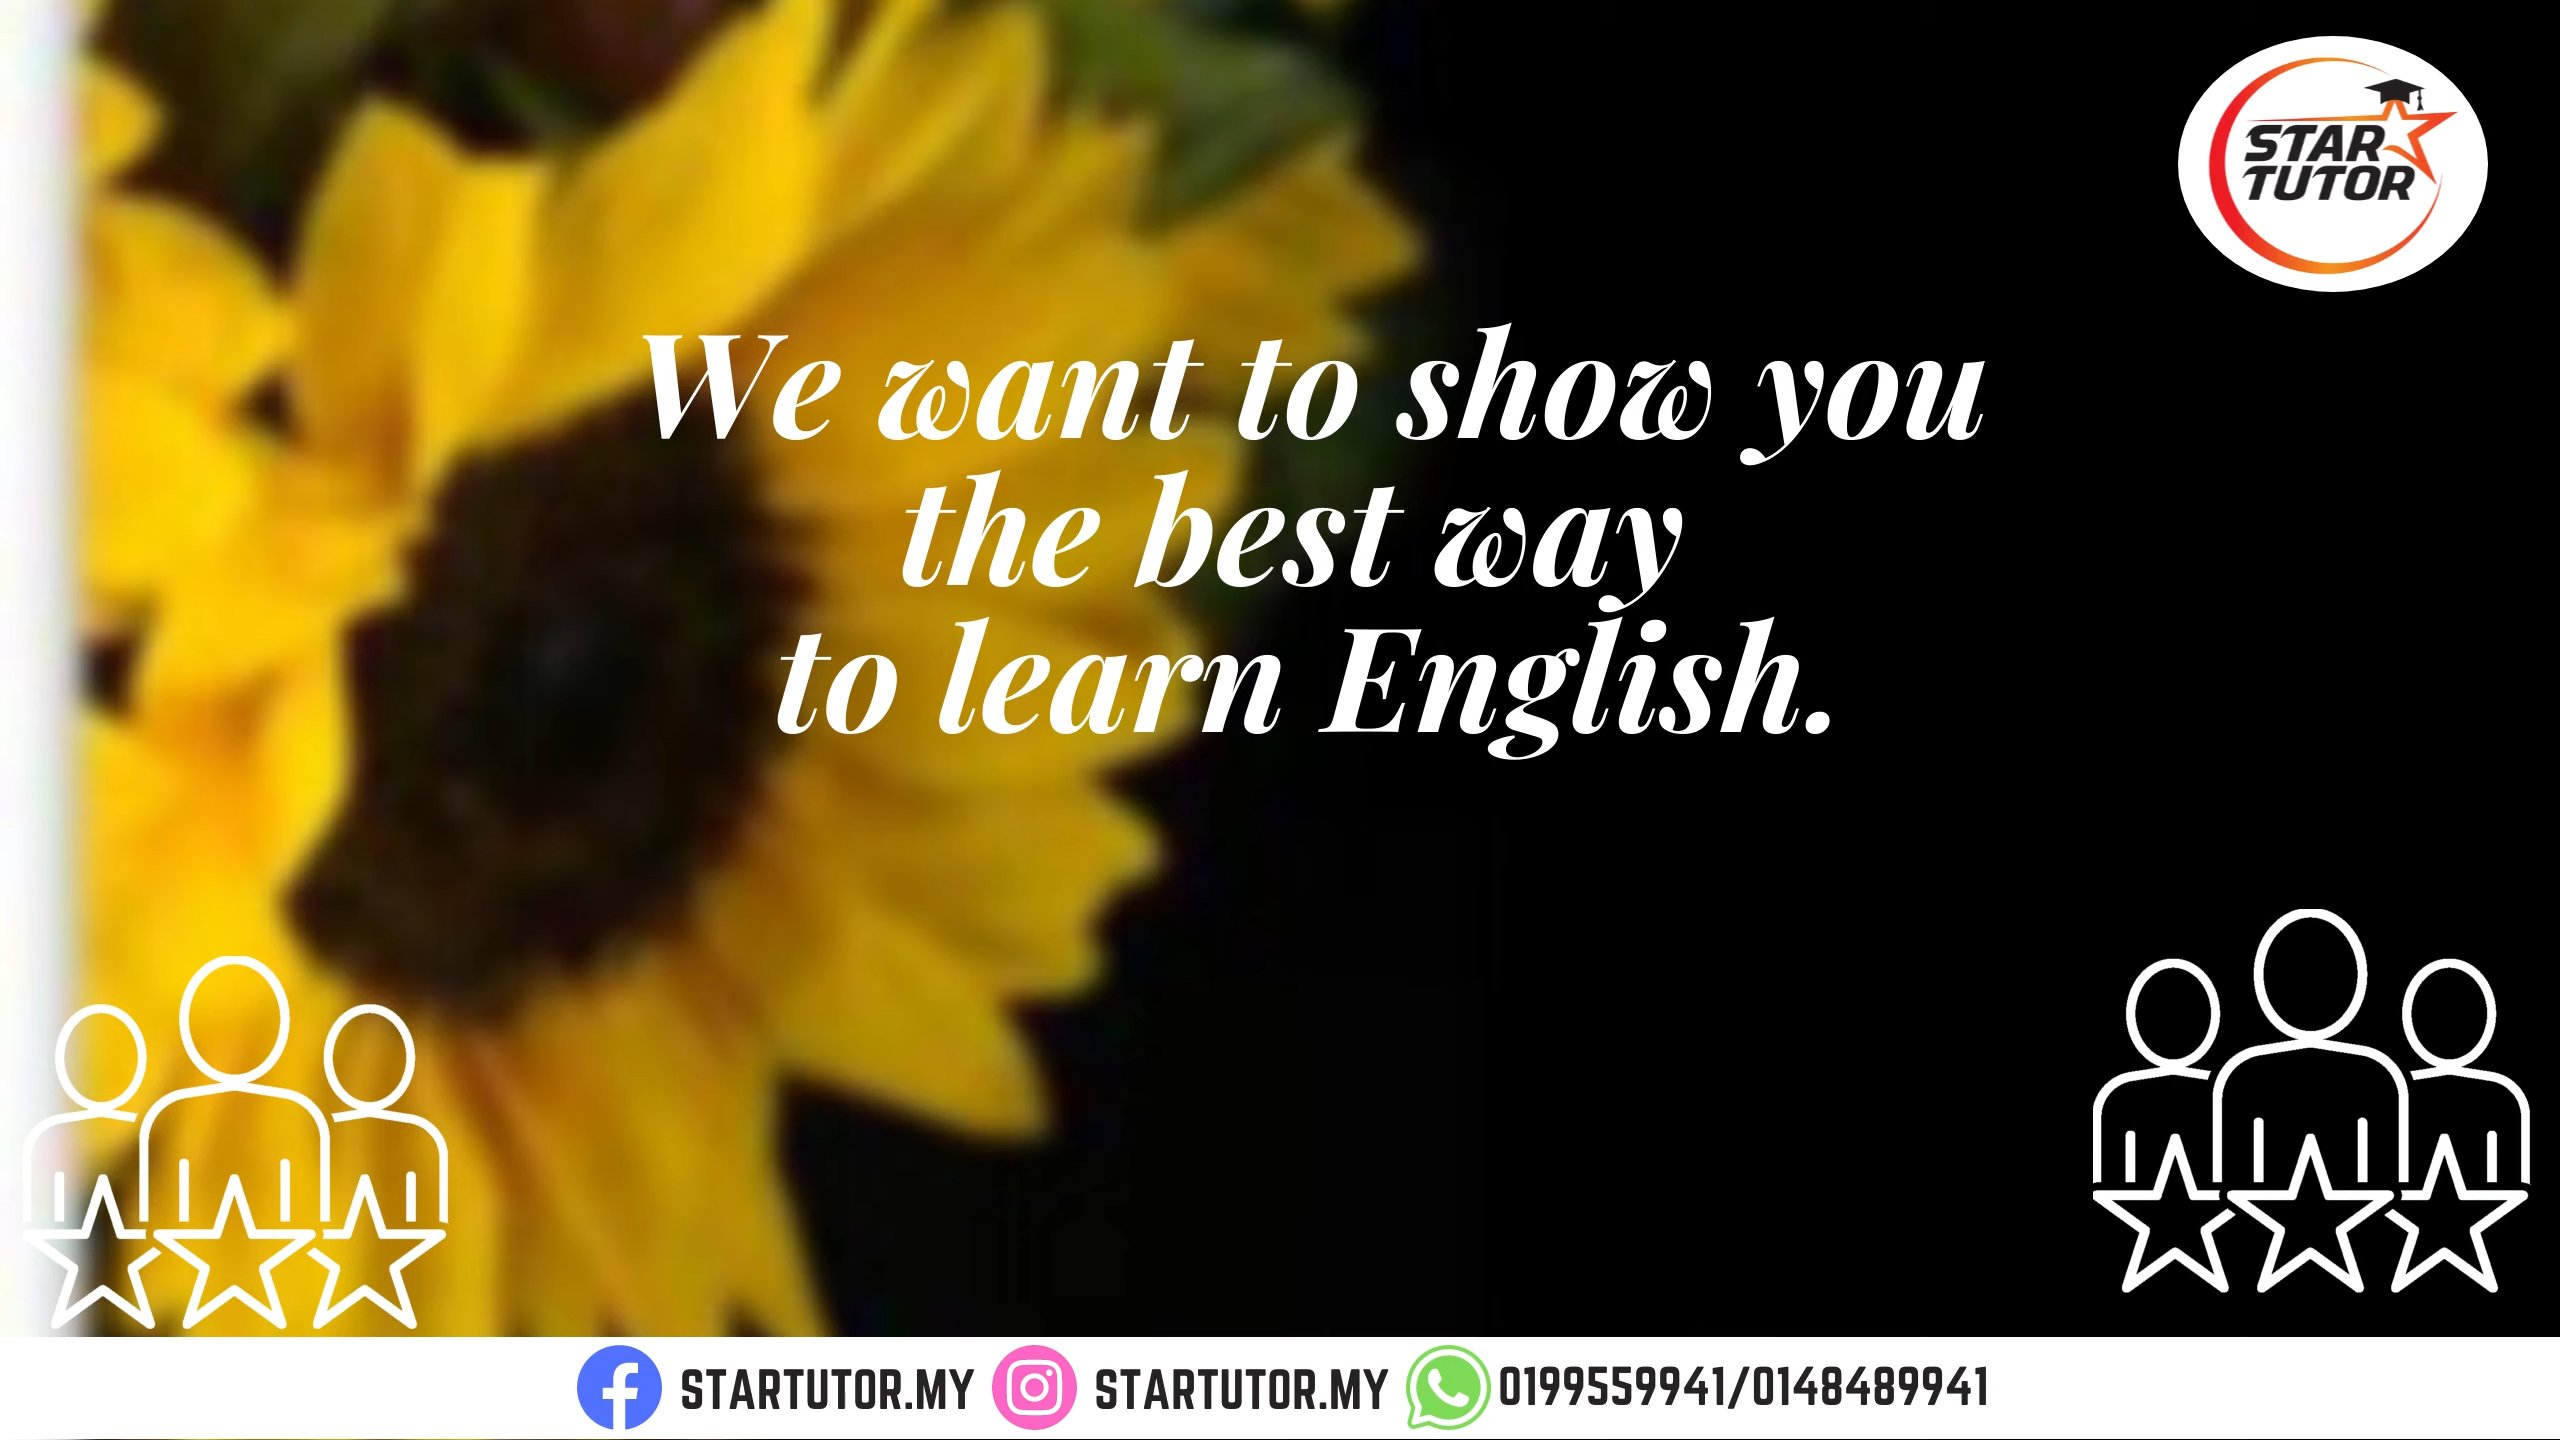 STAR
TUTOR
We want to show you
the best way
to learn English.
STARTUTOR.MY STARTUTOR.MY 0199559941/0148489941